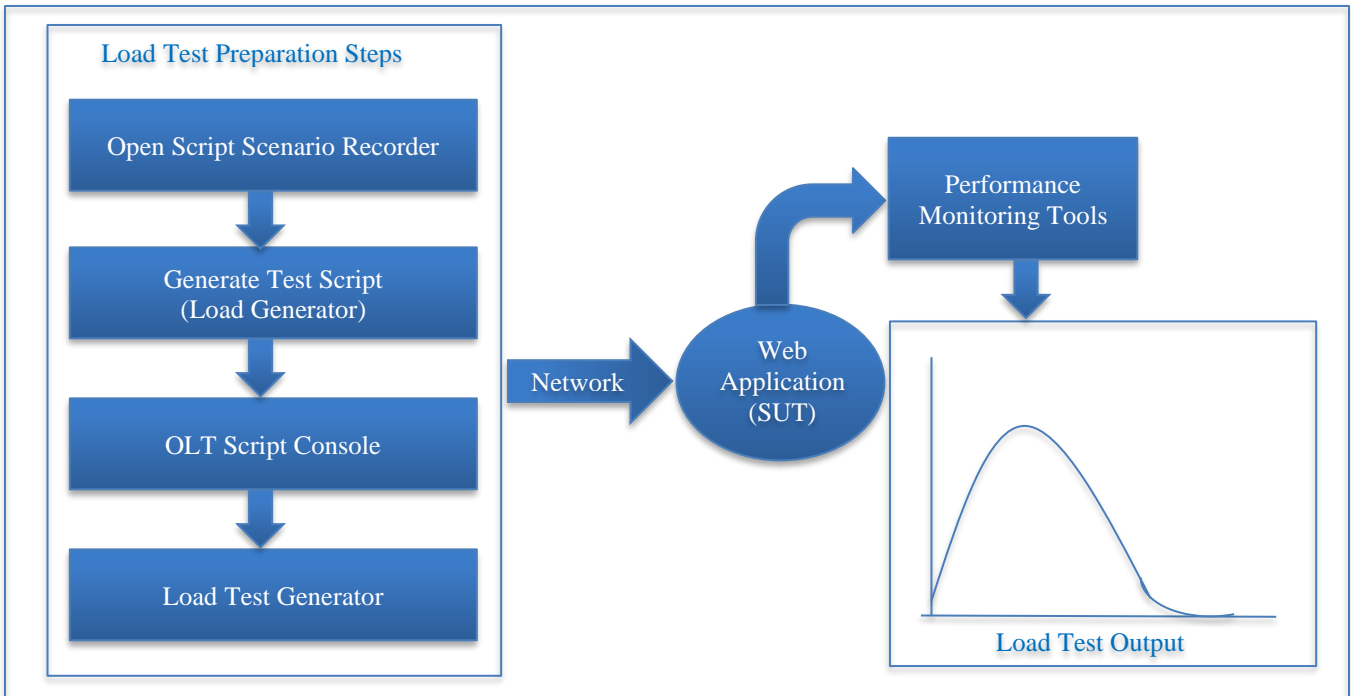 Load Test Preparation Steps
Open Script Scenario Recorder
Generate Test Script
(Load Generator)
OLT Script Console
Load Test Generator
Network
Web
Application
(SUT)
Performance
Monitoring Tools
Load Test Output